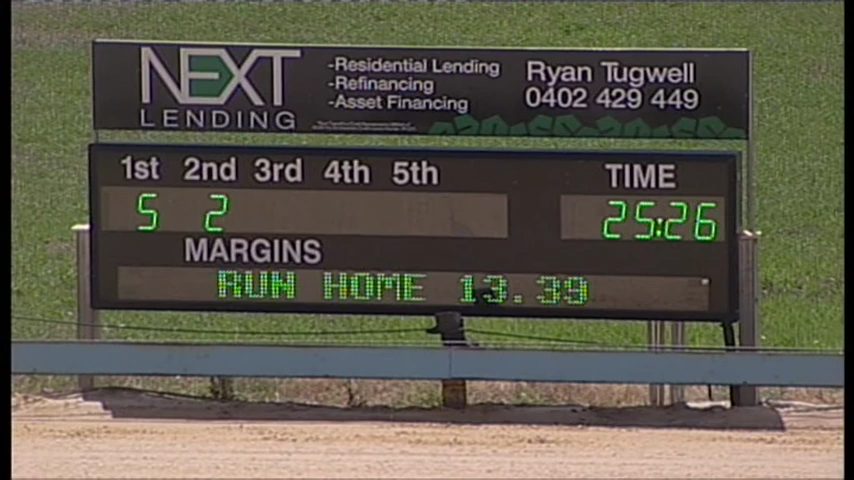 NEXT
LENDING
-Residential Lending
-Refinancing
-Asset Financing
Ryan Tugwell
0402 429 449
1st 2nd 3rd 4th 5th TIME
5 2 25:26
MARGINS
RUN HOME 13.39